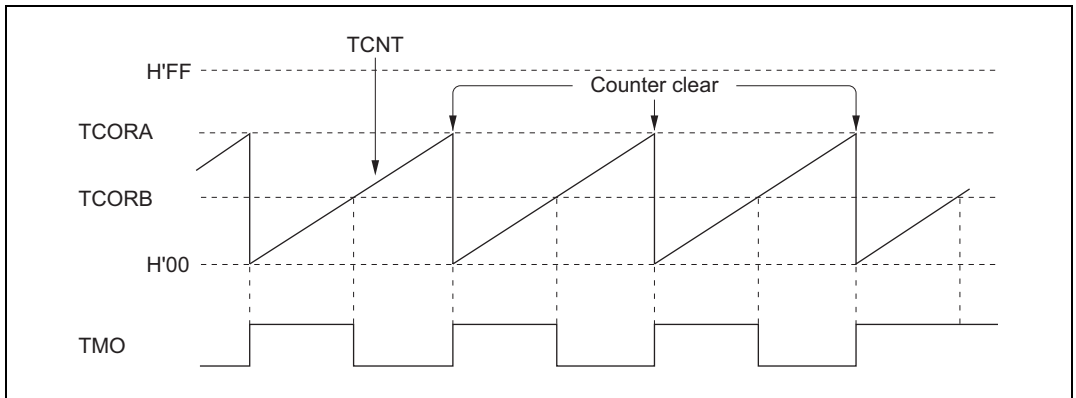 TCNT
H'FF
Counter clear
TCORA
TCORB
H'00
TMO